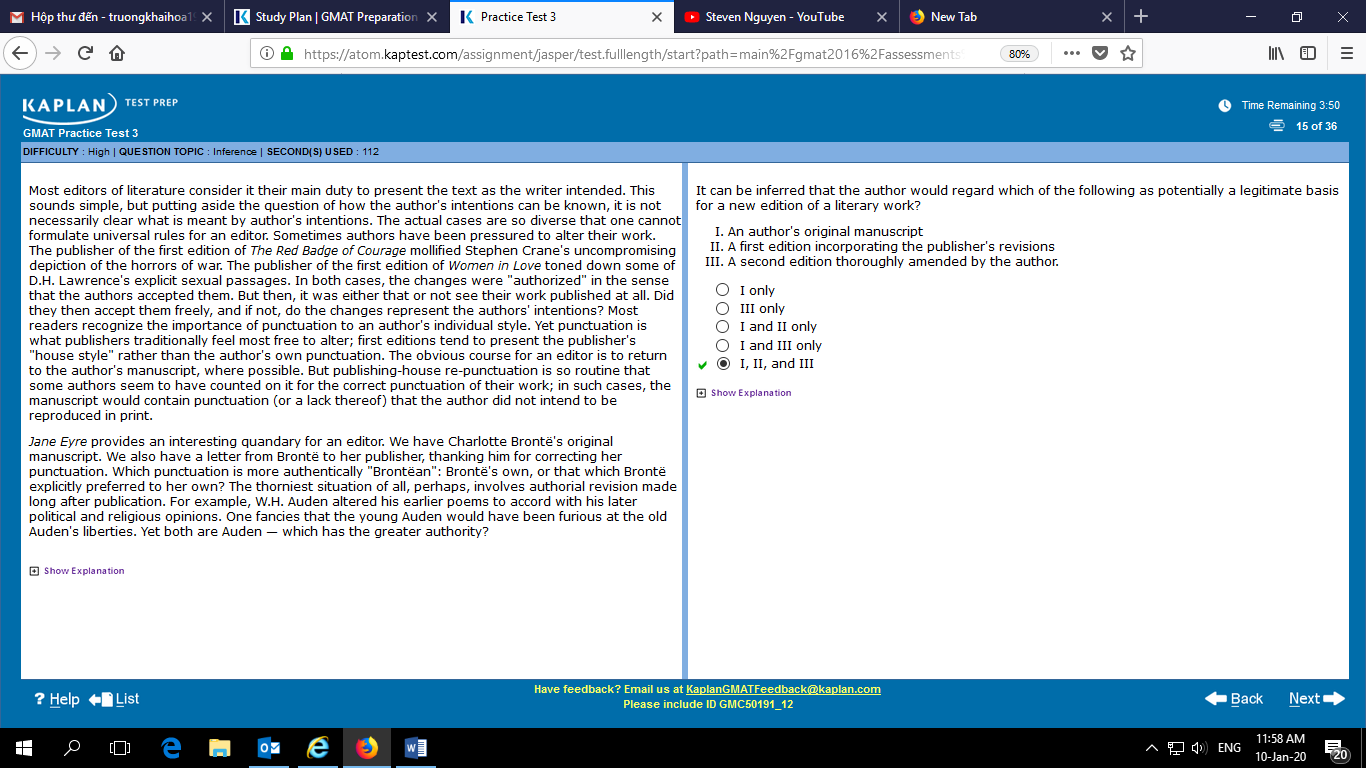 Hộp thư đến - truongkhaihoa1
Study Plan | GMAT Preparation
Practice Test 3
Steven Nguyen - YouTube
New Tab
https://atom.kaptest.com/assignment/jasper/test.fulllength/start?path=main%2Fgmat2016%2Fassessments
80%
KAPLAN TEST PREP
Time Remaining 3:50
GMAT Practice Test 3
15 of 36
DIFFICULTY : High | QUESTION TOPIC : Inference | SECOND(S) USED : 112
Most editors of literature consider it their main duty to present the text as the writer intended. This
sounds simple, but putting aside the question of how the author's intentions can be known, it is not
necessarily clear what is meant by author's intentions. The actual cases are so diverse that one cannot
formulate universal rules for an editor. Sometimes authors have been pressured to alter their work.
The publisher of the first edition of The Red Badge of Courage mollified Stephen Crane's uncompromising
depiction of the horrors of war. The publisher of the first edition of Women in Love toned down some of
D.H. Lawrence's explicit sexual passages. In both cases, the changes were "authorized" in the sense
that the authors accepted them. But then, it was either that or not see their work published at all. Did
they then accept them freely, and if not, do the changes represent the authors' intentions? Most
readers recognize the importance of punctuation to an author's individual style. Yet punctuation is
what publishers traditionally feel most free to alter; first editions tend to present the publisher's
"house style" rather than the author's own punctuation. The obvious course for an editor is to return
to the author's manuscript, where possible. But publishing-house re-punctuation is so routine that
some authors seem to have counted on it for the correct punctuation of their work; in such cases, the
manuscript would contain punctuation (or a lack thereof) that the author did not intend to be
reproduced in print.
Jane Eyre provides an interesting quandary for an editor. We have Charlotte Brontë's original
manuscript. We also have a letter from Brontë to her publisher, thanking him for correcting her
punctuation. Which punctuation is more authentically "Brontëan": Brontë's own, or that which Brontë
explicitly preferred to her own? The thorniest situation of all, perhaps, involves authorial revision made
long after publication. For example, W.H. Auden altered his earlier poems to accord with his later
political and religious opinions. One fancies that the young Auden would have been furious at the old
Auden's liberties. Yet both are Auden — which has the greater authority?
Show Explanation
It can be inferred that the author would regard which of the following as potentially a legitimate basis
for a new edition of a literary work?
I. An author's original manuscript
II. A first edition incorporating the publisher's revisions
III. A second edition thoroughly amended by the author.
I only
III only
I and II only
I and III only
I, II, and III
Show Explanation
? Help
List
Have feedback? Email us at KaplanGMATFeedback@kaplan.com
Please include ID GMC50191_12
Back
Next
ENG
11:58 AM
10-Jan-20
20